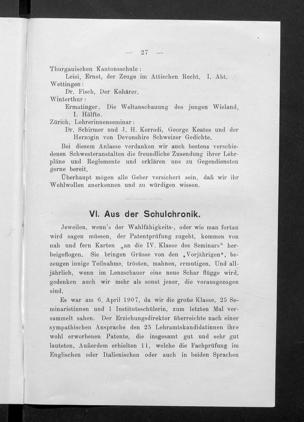 — 27 —
Thurgauischen Kantonsschule:
Leisi, Ernst, der Zeuge im Attischen Recht, I. Abt.
Wettingen:
Dr. Fisch, Der
Winterthur:
Ermatinger, Die Weltanschauung des jungen Wieland,
I. Hälfte.
Zürich, Lehrerinnenseminar:
Dr. Schirmer und J. H. Korrodi, George Keates und der
Herzogin von Devonshire Schweizer Gedichte.
Bei diesem Anlasse verdanken wir auch bestens verschie-
denen Schwesteranstalten die freundliche Zusendung ihrer Lehr-
pläne und Reglemente und erklären uns zu Gegendiensten
gerne bereit.
Überhaupt mögen alle Geber versichert sein, daß wir ihr
Wohlwollen anerkennen und zu würdigen wissen.
VI. Aus der Schulchronik.
Jeweilen, wenn's der Wahlfähigkeits-, oder wie man fortan
wird sagen müssen, der Patentprüfung zugeht, kommen von
nah und fern Karten „an die IV. Klasse des Seminars" her-
beigeflogen. Sie bringen Grüsse von den „Vorjährigen", be-
zeugen innige Teilnahme, trösten, mahnen, ermutigen. Und all-
jährlich, wenn im Lenzschauer eine neue Schar flügge wird,
gedenken auch wir mehr als sonst jener, die vorausgezogen
sind.
Es war am 6. April 1907, da wir die große Klasse, 25 Se-
minaristinnen und 1 Institutsschülerin, zum letzten Mal ver-
sammelt sahen. Der Erziehungsdirektor überreichte nach einer
sympathischen Ansprache den 25 Lehramtskandidatinnen ihre
wohl erworbenen Patente, die insgesamt gut und sehr gut
lauteten. Außerdem erhielten 11, welche die Fachprüfung im
Englischen oder Italienischen oder auch in beiden Sprachen